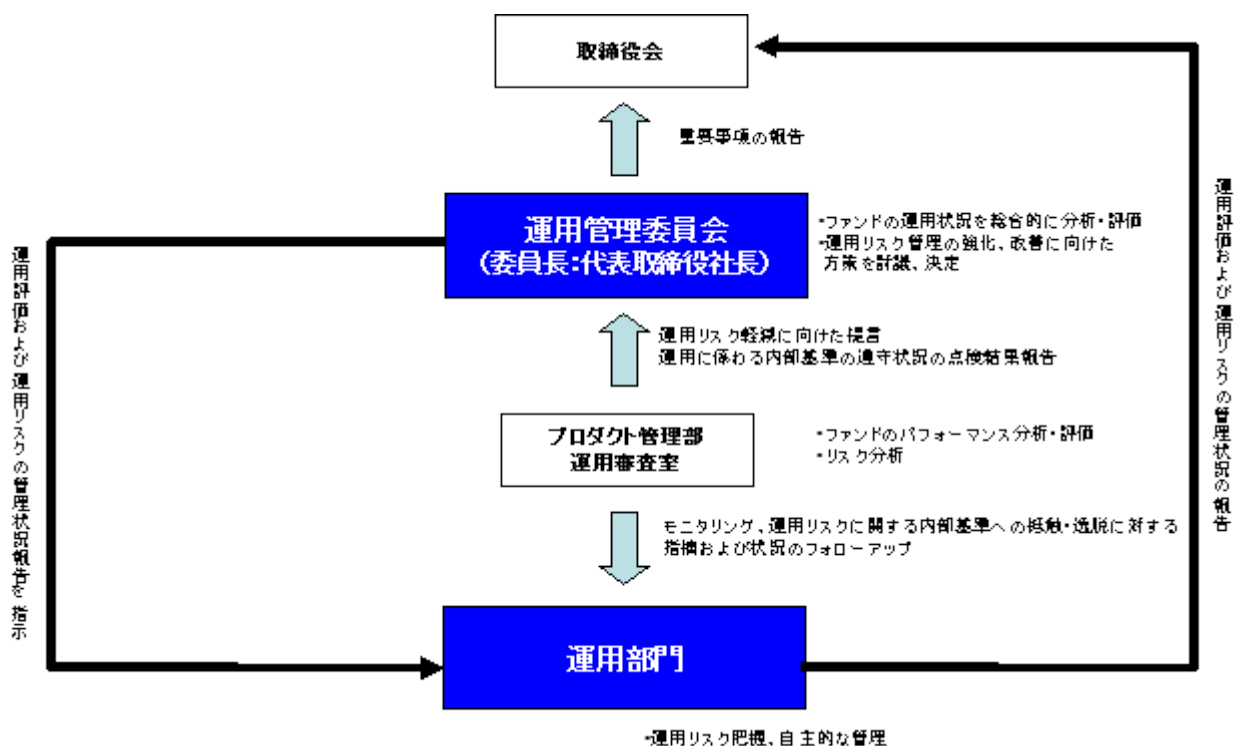 取締役会
重要事項の報告
運用管理委員会
(委員長:代表取締役社長)
・ファンドの運用状況を総合的に分析・評価
・運用リスク管理の強化、改善に向けた
方策を討議、決定
運用リスク軽減に向けた提言
運用に係わる内部基準の遵守状況の点検結果報告
プロダクト管理部
運用審査室
・ファンドのパフォーマンス分析・評価
・リスク分析
モニタリング、運用リスクに関する内部基準への抵触・逸脱に対する
指摘および状況のフォローアップ
運用部門
・運用リスク把握、自主的な管理
運用評価および運用リスクの管理状況報告を指示
運用評価および運用リスクの管理状況の報告